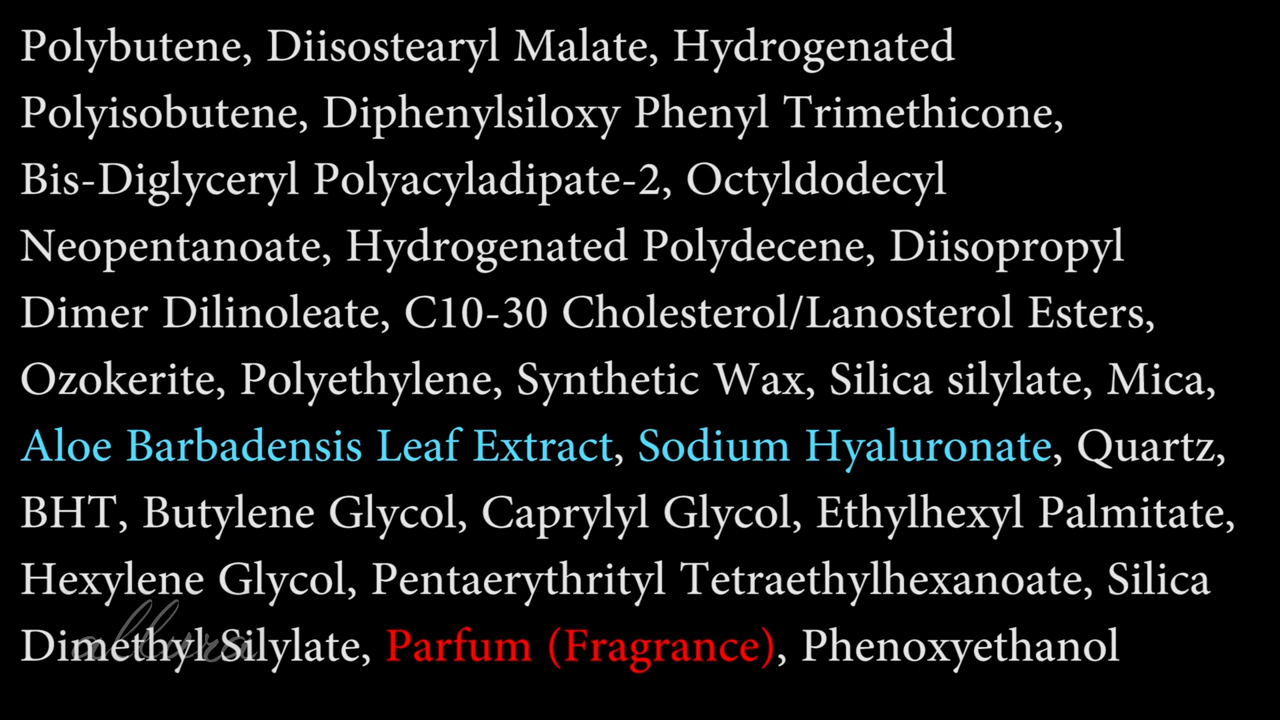 Polybutene, Diisostearyl Malate, Hydrogenated
Polyisobutene, Diphenylsiloxy Phenyl Trimethicone,
Bis-Diglyceryl Polyacyladipate-2, Octyldodecyl
Neopentanoate, Hydrogenated Polydecene, Diisopropyl
Dimer Dilinoleate, C10-30 Cholesterol/Lanosterol Esters,
Ozokerite, Polyethylene, Synthetic Wax, Silica silylate, Mica,
Aloe Barbadensis Leaf Extract, Sodium Hyaluronate, Quartz,
BHT, Butylene Glycol, Caprylyl Glycol, Ethylhexyl Palmitate,
Hexylene Glycol, Pentaerythrityl Tetraethylhexanoate, Silica
Dimethyl Silylate, Parfum (Fragrance), Phenoxyethanol